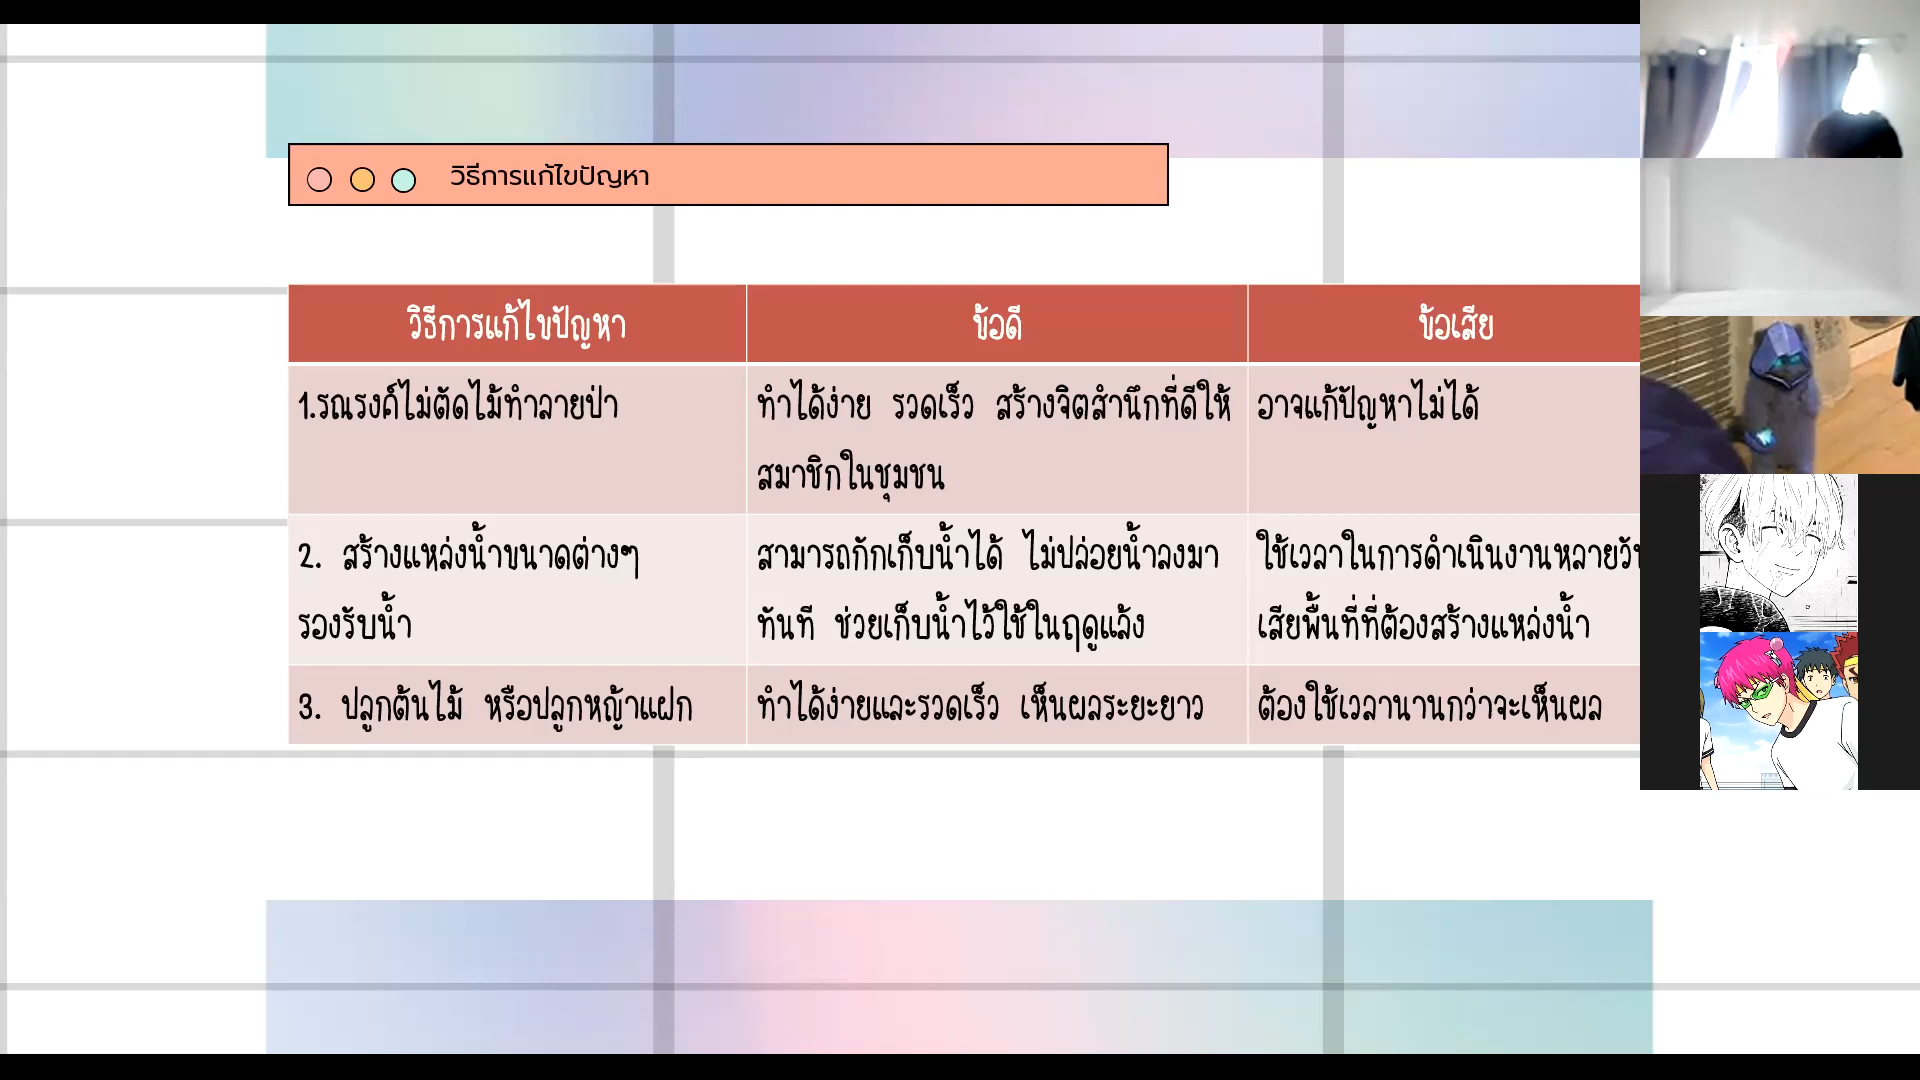 วิธีการแก้ไขปัญหา
วิธีการแก้ไขปัญหา ข้อดี ข้อเสีย
1.รณรงค์ไม่ตัดไม้ทำลายป่า
ทำได้ง่าย รวดเร็ว สร้างจิตสำนึกที่ดีให้
สมาชิกในชุมชน
อาจแก้ปัญหาไม่ได้
2. สร้างแหล่งน้ำขนาดต่างๆ
รองรับน้ำ
สามารถกักเก็บน้ำได้ ไม่ปล่อยน้ำลงมา
ทันที ช่วยเก็บน้ำไว้ใช้ในฤดูแล้ง
ใช้เวลาในการดำเนินงานหลาย
เสียพื้นที่ที่ต้องสร้างแหล่งน้ำ
3. ปลูกต้นไม้ หรือปลูกหญ้าแฝก
ทำได้ง่ายและรวดเร็ว เห็นผลระยะยาว
ต้องใช้เวลานานกว่าจะเห็นผล